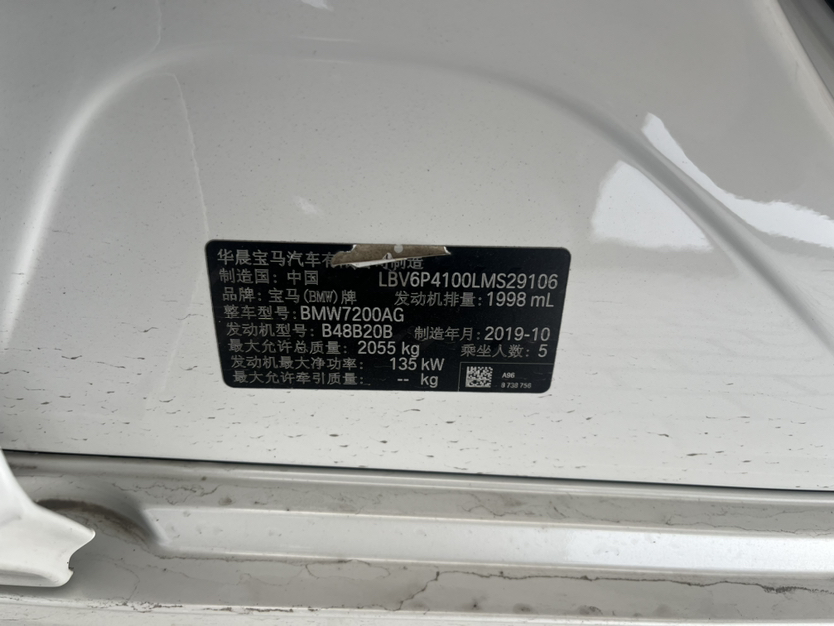 华晨宝马汽车有 制造
制造国: 中国 LBV6P4100LMS29106
品牌: 宝马(BMW)牌 发动机排量: 1998 mL
整车型号: BMW7200AG
发动机型号: B48B20B 制造年月: 2019-10
最大允许总质量: 2055 kg 乘坐人数: 5
发动机最大净功率: 135 kW
最大允许牵引质量: -- kg
A96
8 738 756